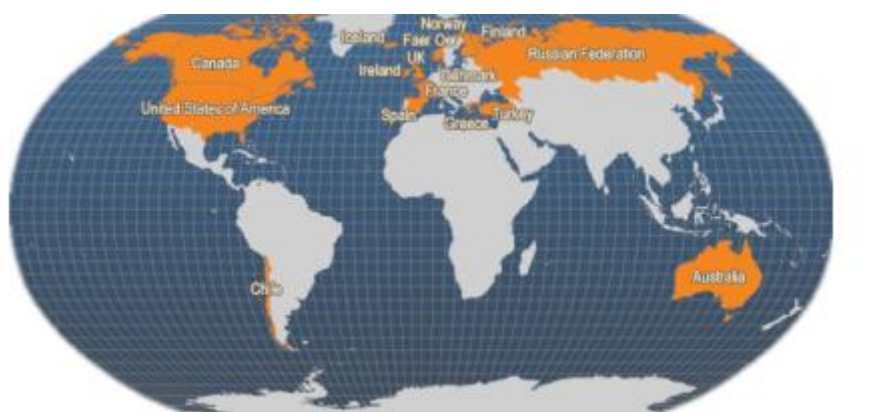 Norway
Iceland
Faer Oer
Finland
Canada
UK
Russian Federation
Ireland
Denmark
France
United States of America
Spain
Turkey
Greece
Australia
Chile